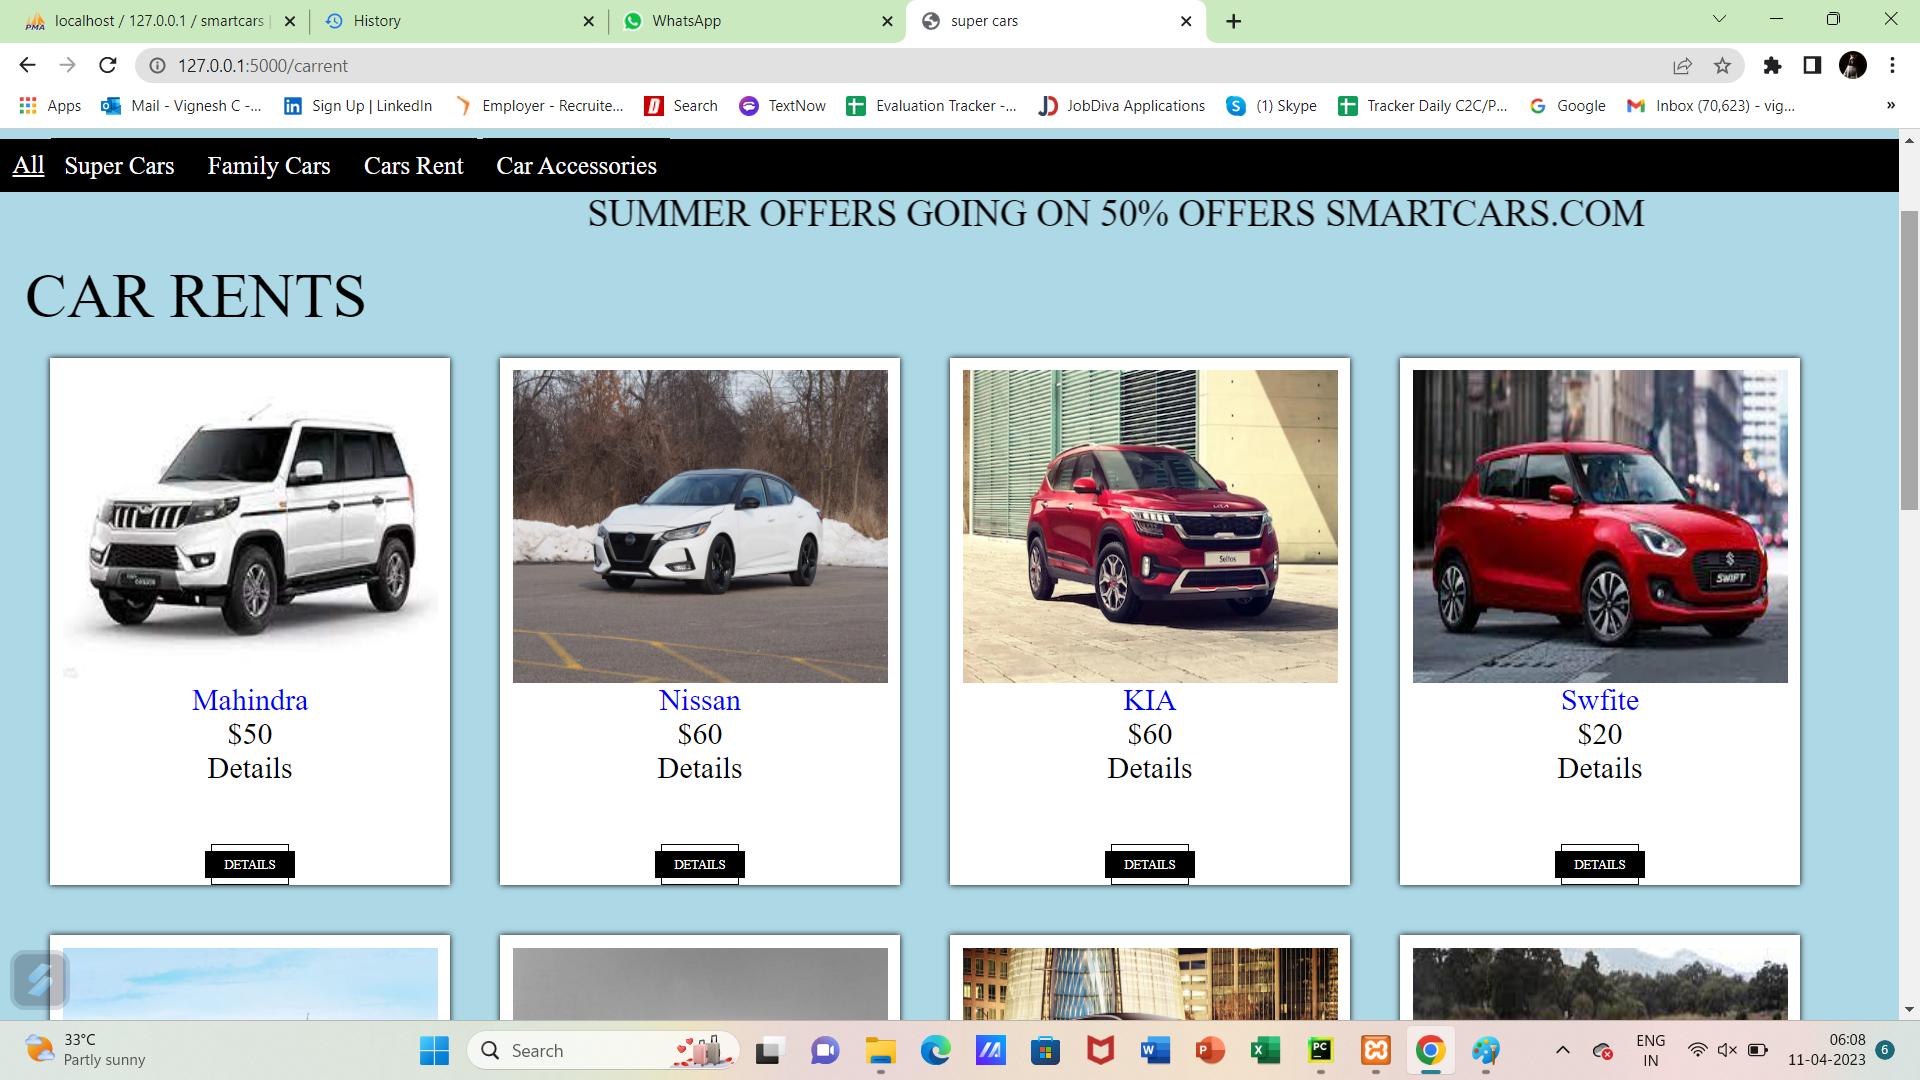 localhost / 127.0.0.1 / smartcars |
History
WhatsApp
super cars
127.0.0.1:5000/carrent
Apps
Mail - Vignesh C -...
Sign Up | LinkedIn
Employer - Recruite...
Search
TextNow
Evaluation Tracker -...
JobDiva Applications
(1) Skype
Tracker Daily C2C/P...
Google
Inbox (70,623) - vig...
»
All Super Cars Family Cars Cars Rent Car Accessories
SUMMER OFFERS GOING ON 50% OFFERS SMARTCARS.COM
CAR RENTS
Seltos
SWIFT
Mahindra
$50
Details
DETAILS
Nissan
$60
Details
DETAILS
KIA
$60
Details
DETAILS
Swfite
$20
Details
DETAILS
33°C
Partly sunny
Search
ENG
IN
06:08
11-04-2023
6